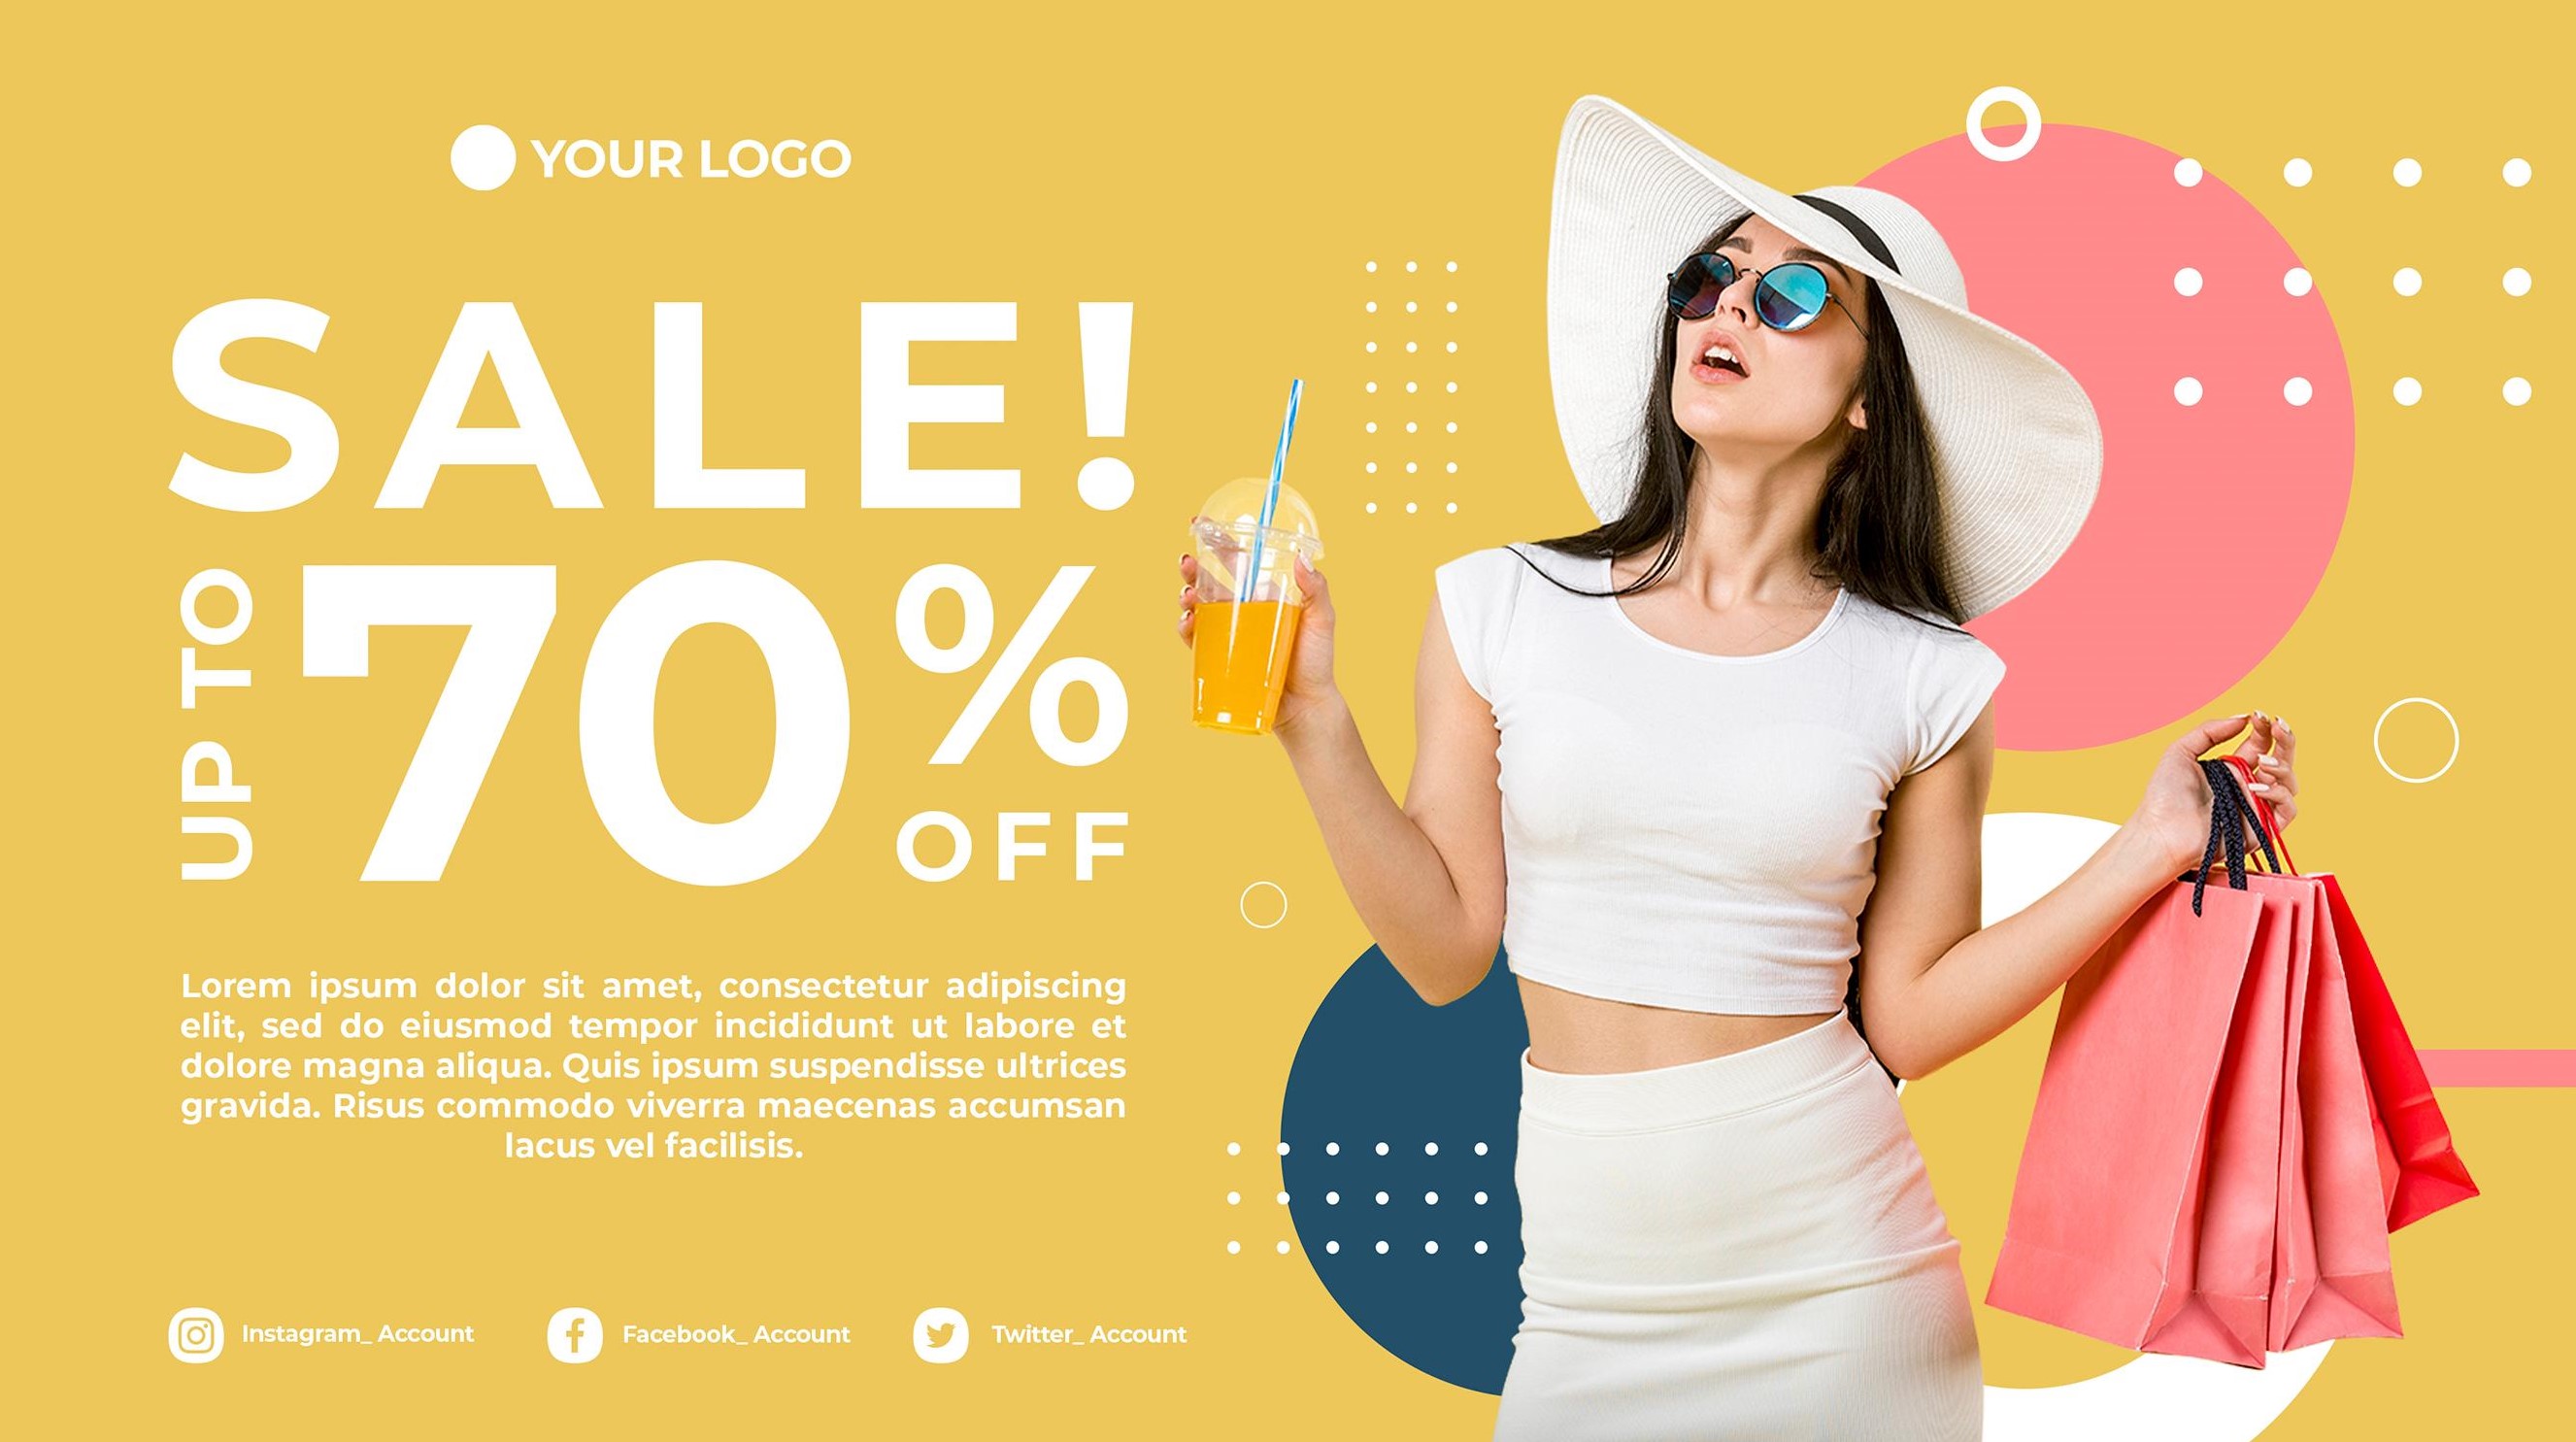 YOUR LOGO
SALE!
UP TO
70%
OFF
Lorem ipsum dolor sit amet, consectetur adipiscing
elit, sed do eiusmod tempor incididunt ut labore et
dolore magna aliqua. Quis ipsum suspendisse ultrices
gravida. Risus commodo viverra maecenas accumsan
lacus vel facilisis.
Instagram_ Account
Facebook_ Account
Twitter_ Account